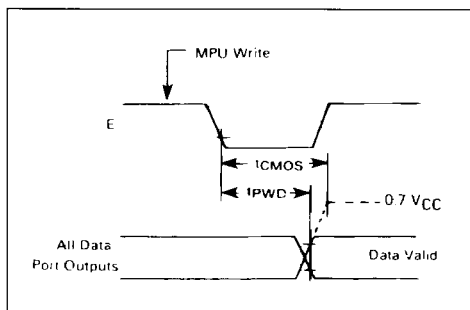 MPU Write
E
tCMOS
tPWD
0.7 VCC
All Data
Port Outputs
Data Valid